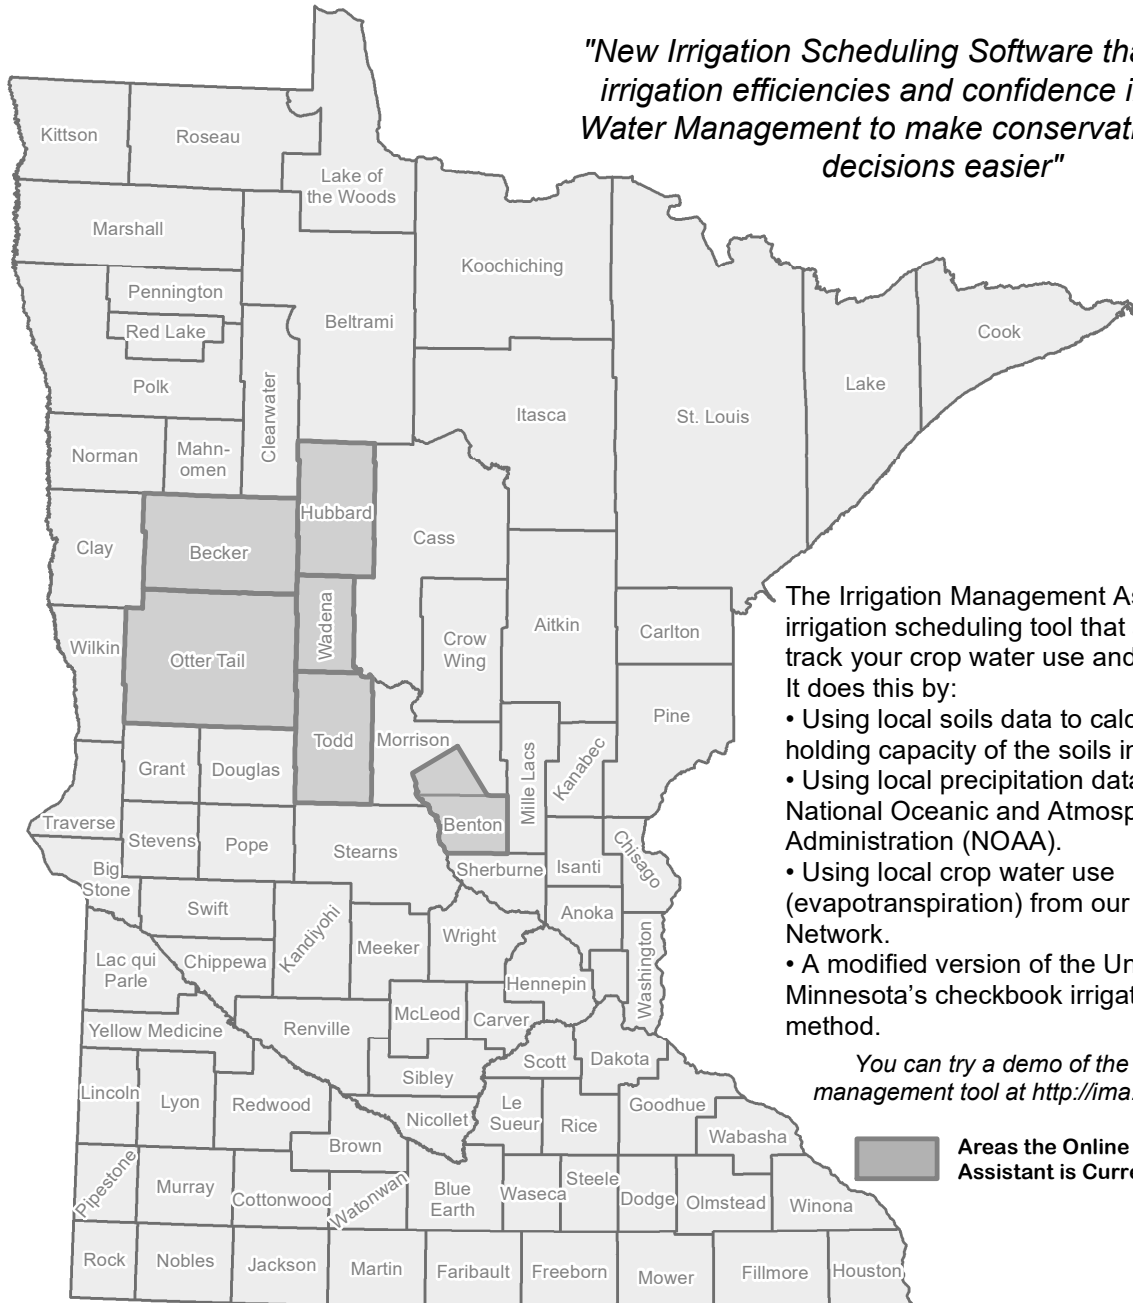 "New Irrigation Scheduling Software
irrigation efficiencies and confidence
Water Management to make
decisions easier"
Kittson
Roseau
Lake of
the Woods
Marshall
Koochiching
Pennington
Beltrami
Red Lake
Cook
Polk
Clearwater
Lake
Itasca
St. Louis
Norman
Mahn-
omen
Hubbard
Cass
Clay
Becker
The Irrigation Management
irrigation scheduling tool that
track your crop water use and
It does this by:
• Using local soils data to
holding capacity of the soils
• Using local precipitation data
National Oceanic and
Administration (NOAA).
• Using local crop water use
(evapotranspiration) from our
Network.
• A modified version of the
Minnesota’s checkbook
method.
You can try a demo of the
management tool at http://ima.
Areas the Online
Assistant is
Wadena
Aitkin
Carlton
Crow
Wing
Wilkin
Otter Tail
Pine
Todd
Morrison
Mille Lacs
Kanabec
Grant
Douglas
Traverse
Benton
Stevens
Pope
Stearns
Chisago
Big
Stone
Sherburne
Isanti
Swift
Kandiyohi
Anoka
Meeker
Wright
Washington
Lac qui
Parle
Chippewa
Hennepin
McLeod
Carver
Yellow Medicine
Renville
Scott
Dakota
Sibley
Lincoln
Lyon
Redwood
Nicollet
Le
Sueur
Rice
Goodhue
Wabasha
Brown
Pipestone
Murray
Cottonwood
Watonwan
Blue
Earth
Waseca
Steele
Dodge
Olmstead
Winona
Rock
Nobles
Jackson
Martin
Faribault
Freeborn
Mower
Fillmore
Houston